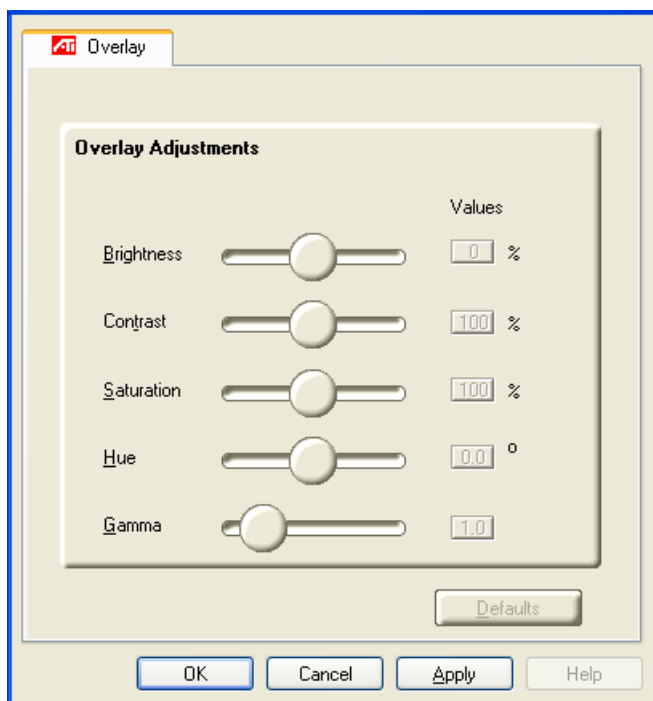 ATI Overlay
Overlay Adjustments
Values
Brightness 0 %
Contrast 100 %
Saturation 100 %
Hue 0.0 °
Gamma 1.0
Defaults
OK Cancel Apply Help